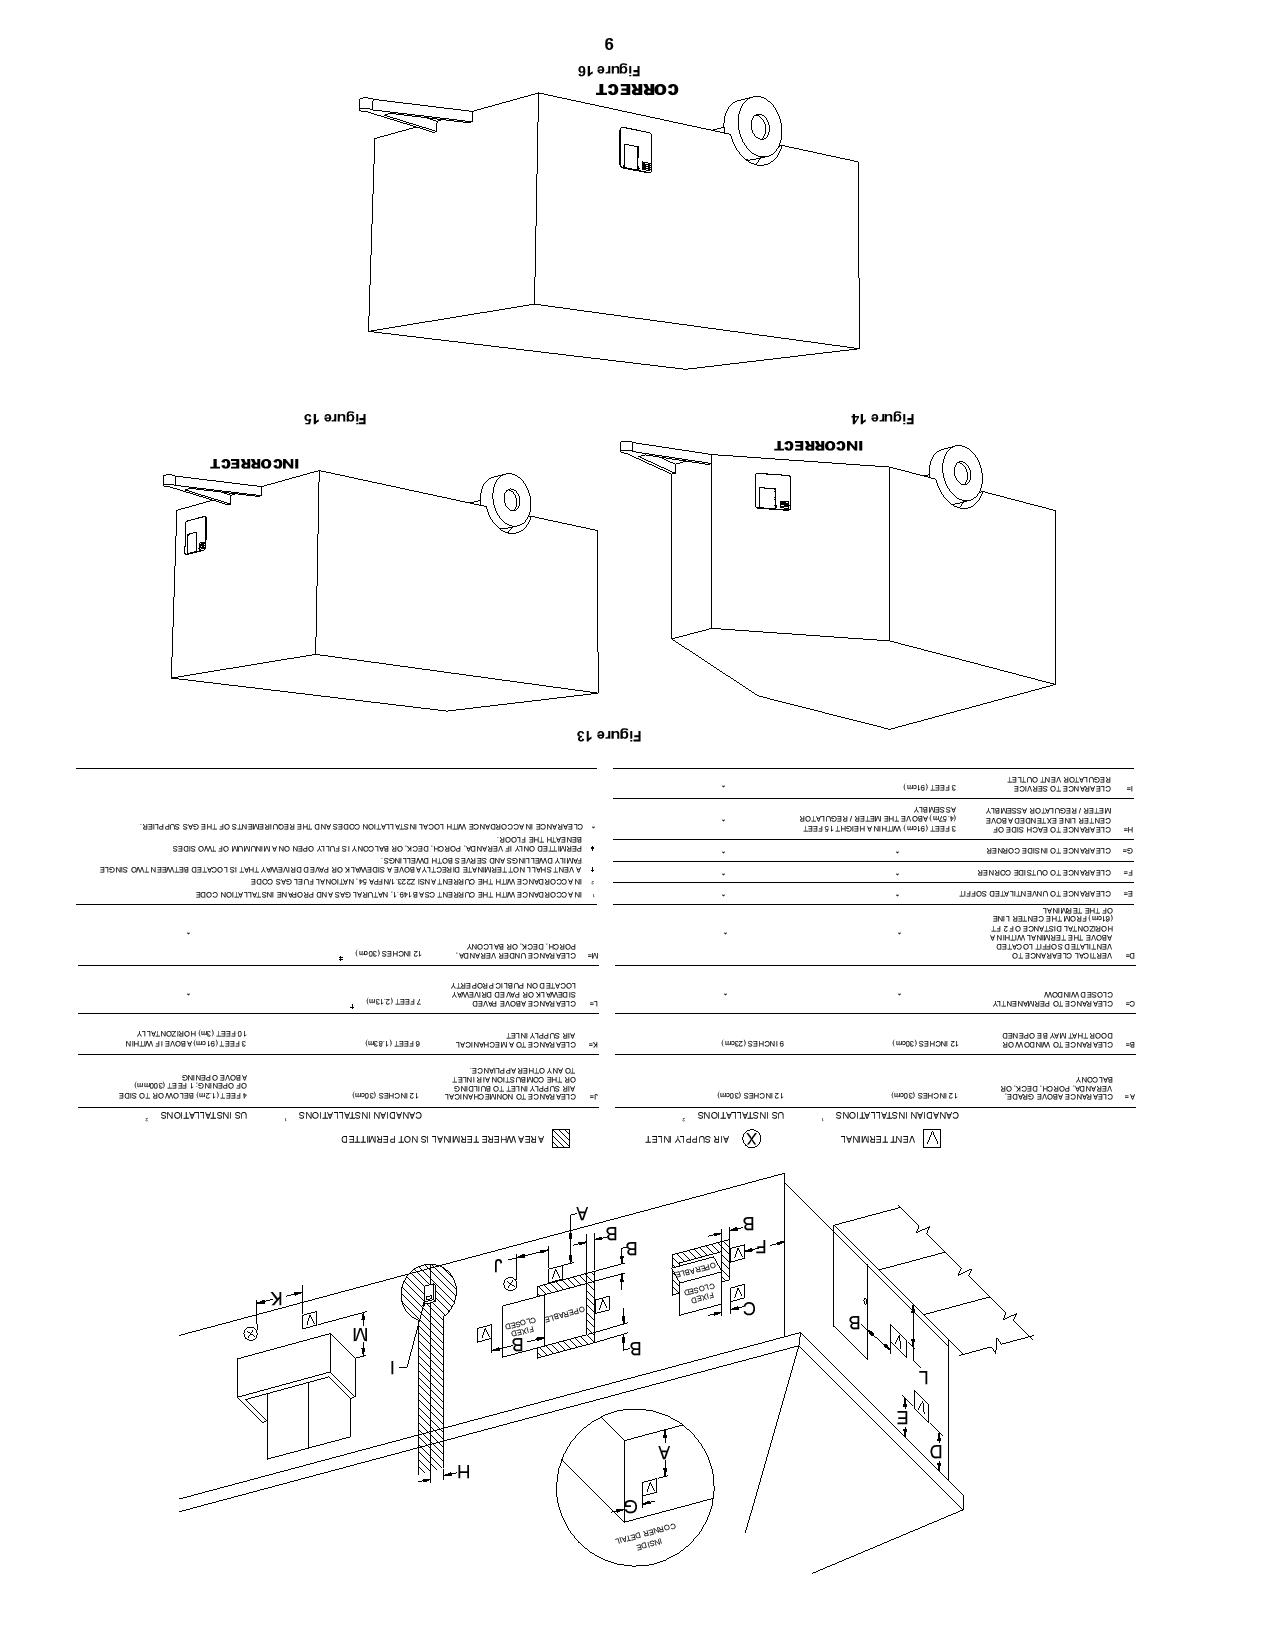 INSIDE
CORNER DETAIL
G
V
A
D
E
V
H
L
V
B
B
B
V
FIXED
CLOSED
OPERABLE
V
I
M
C
V
FIXED
CLOSED
OPERABLE
V
F
B
B
B
A
V
J
X
K
V
X
V VENT TERMINAL
X AIR SUPPLY INLET
AREA WHERE TERMINAL IS NOT PERMITTED
CANADIAN INSTALLATIONS 1
US INSTALLATIONS 2
A= CLEARANCE ABOVE GRADE, VERANDA, PORCH, DECK, OR BALCONY
12 INCHES (30cm)
12 INCHES (30cm)
B= CLEARANCE TO WINDOW OR DOOR THAT MAY BE OPENED
12 INCHES (30cm)
9 INCHES (23cm)
C= CLEARANCE TO PERMANENTLY CLOSED WINDOW
*
*
D= VERTICAL CLEARANCE TO VENTILATED SOFFIT LOCATED ABOVE THE TERMINAL WITHIN A HORIZONTAL DISTANCE OF 2 FT (61cm) FROM THE CENTER LINE OF THE TERMINAL
*
*
E= CLEARANCE TO UNVENTILATED SOFFIT
*
*
F= CLEARANCE TO OUTSIDE CORNER
*
*
G= CLEARANCE TO INSIDE CORNER
*
*
H= CLEARANCE TO EACH SIDE OF CENTER LINE EXTENDED ABOVE METER / REGULATOR ASSEMBLY
3 FEET (91cm) WITHIN A HEIGHT 15 FEET (4.57m) ABOVE THE METER / REGULATOR ASSEMBLY
*
I= CLEARANCE TO SERVICE REGULATOR VENT OUTLET
3 FEET (91cm)
*
CANADIAN INSTALLATIONS 1
US INSTALLATIONS 2
J= CLEARANCE TO NONMECHANICAL AIR SUPPLY INLET TO BUILDING OR THE COMBUSTION AIR INLET TO ANY OTHER APPLIANCE.
12 INCHES (30cm)
4 FEET (1.2m) BELOW OR TO SIDE OF OPENING; 1 FEET (300mm) ABOVE OPENING
K= CLEARANCE TO A MECHANICAL AIR SUPPLY INLET
6 FEET (1.83m)
3 FEET (91cm) ABOVE IF WITHIN 10 FEET (3m) HORIZONTALLY
L= CLEARANCE ABOVE PAVED SIDEWALK OR PAVED DRIVEWAY LOCATED ON PUBLIC PROPERTY
7 FEET (2.13m) †
*
M= CLEARANCE UNDER VERANDA, PORCH, DECK, OR BALCONY
12 INCHES (30cm) ‡
*
1 IN ACCORDANCE WITH THE CURRENT CSA B149.1, NATURAL GAS AND PROPANE INSTALLATION CODE
2 IN ACCORDANCE WITH THE CURRENT ANSI Z223.1/NFPA 54, NATIONAL FUEL GAS CODE
† A VENT SHALL NOT TERMINATE DIRECTLY ABOVE A SIDEWALK OR PAVED DRIVEWAY THAT IS LOCATED BETWEEN TWO SINGLE
FAMILY DWELLINGS AND SERVES BOTH DWELLINGS.
‡ PERMITTED ONLY IF VERANDA, PORCH, DECK, OR BALCONY IS FULLY OPEN ON A MINIMUM OF TWO SIDES
BENEATH THE FLOOR.
* CLEARANCE IN ACCORDANCE WITH LOCAL INSTALLATION CODES AND THE REQUIREMENTS OF THE GAS SUPPLIER.
Figure 13
INCORRECT
Figure 14
INCORRECT
Figure 15
CORRECT
Figure 16
6